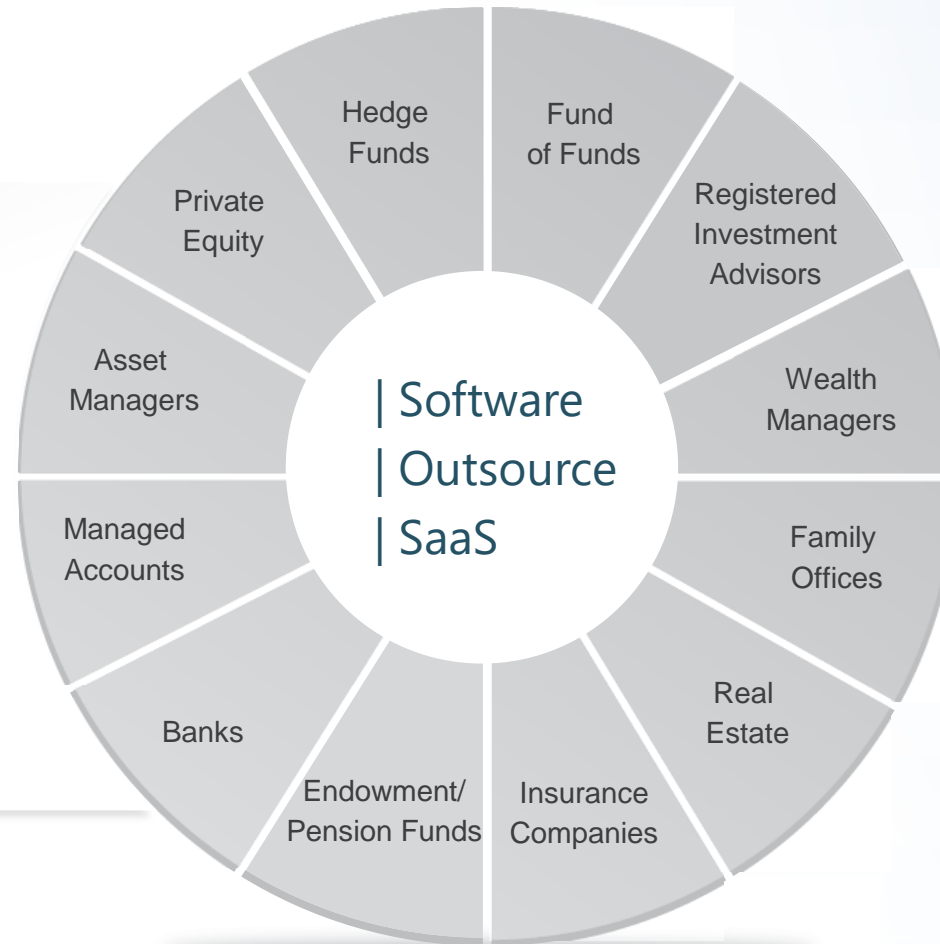 Hedge
Funds
Fund
of Funds
Registered
Investment
Advisors
Wealth
Managers
Family
Offices
Real
Estate
Insurance
Companies
Endowment/
Pension Funds
Banks
Managed
Accounts
Asset
Managers
Private
Equity
| Software
| Outsource
| SaaS